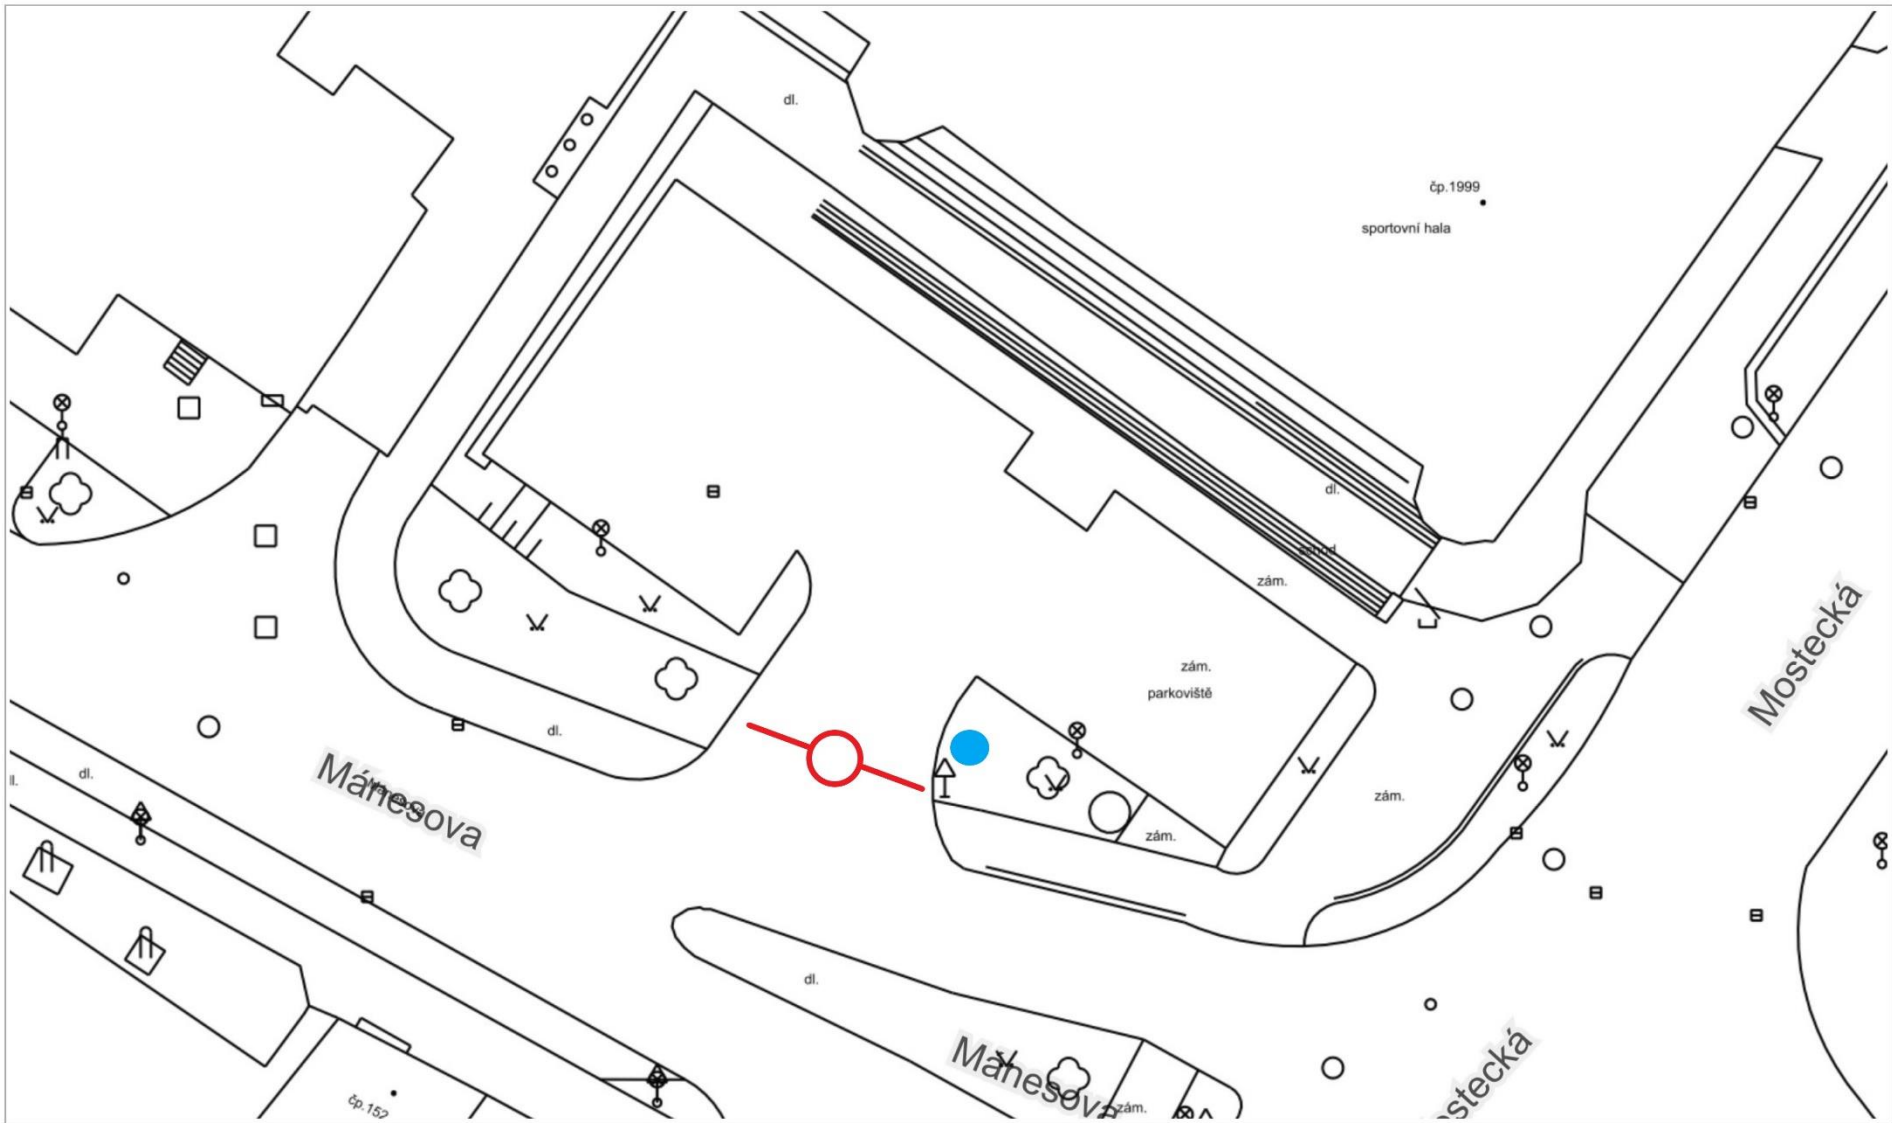 dl.
čp.1999
sportovní hala
dl.
schod
zám.
Mostecká
zám.
parkoviště
dl.
Mánesova
dl.
zám.
zám.
dl.
Mánesova
čp.152
zám.